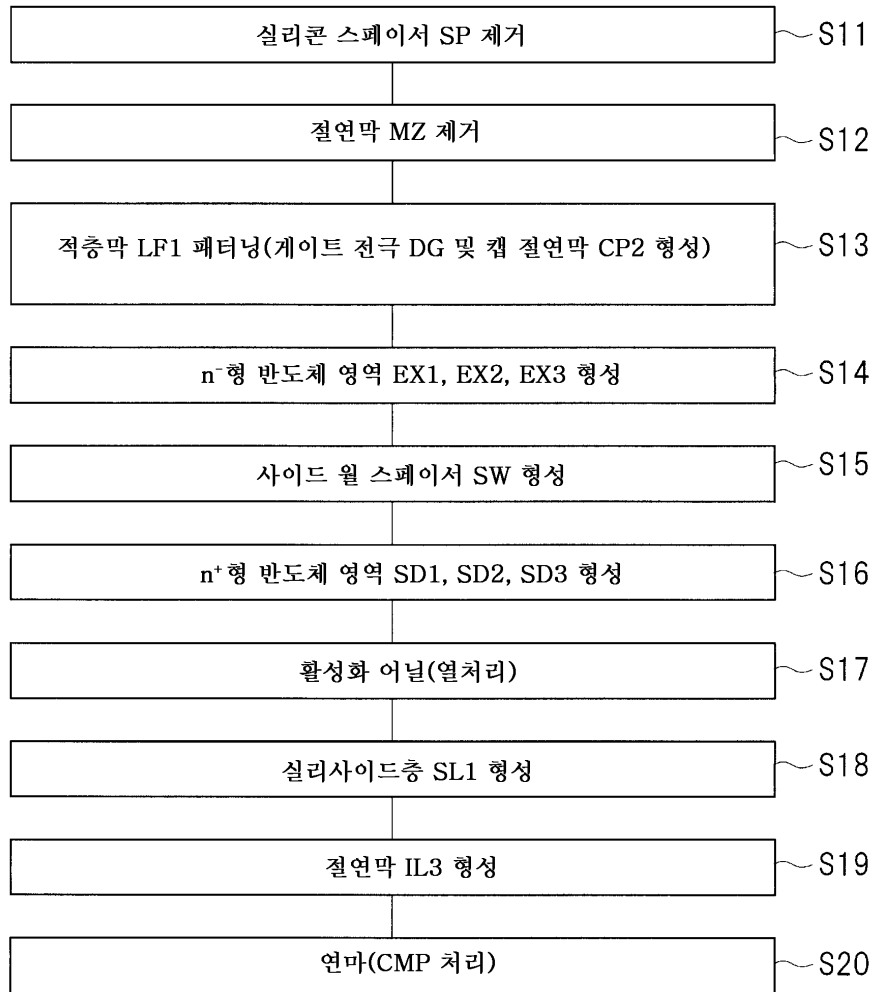 실리콘 스페이서 SP 제거 S11
절연막 MZ 제거 S12
적층막 LF1 패터닝(게이트 전극 DG 및 캡 절연막 CP2 형성) S13
n⁻형 반도체 영역 EX1, EX2, EX3 형성 S14
사이드 월 스페이서 SW 형성 S15
n⁺형 반도체 영역 SD1, SD2, SD3 형성 S16
활성화 어닐(열처리) S17
실리사이드층 SL1 형성 S18
절연막 IL3 형성 S19
연마(CMP 처리) S20